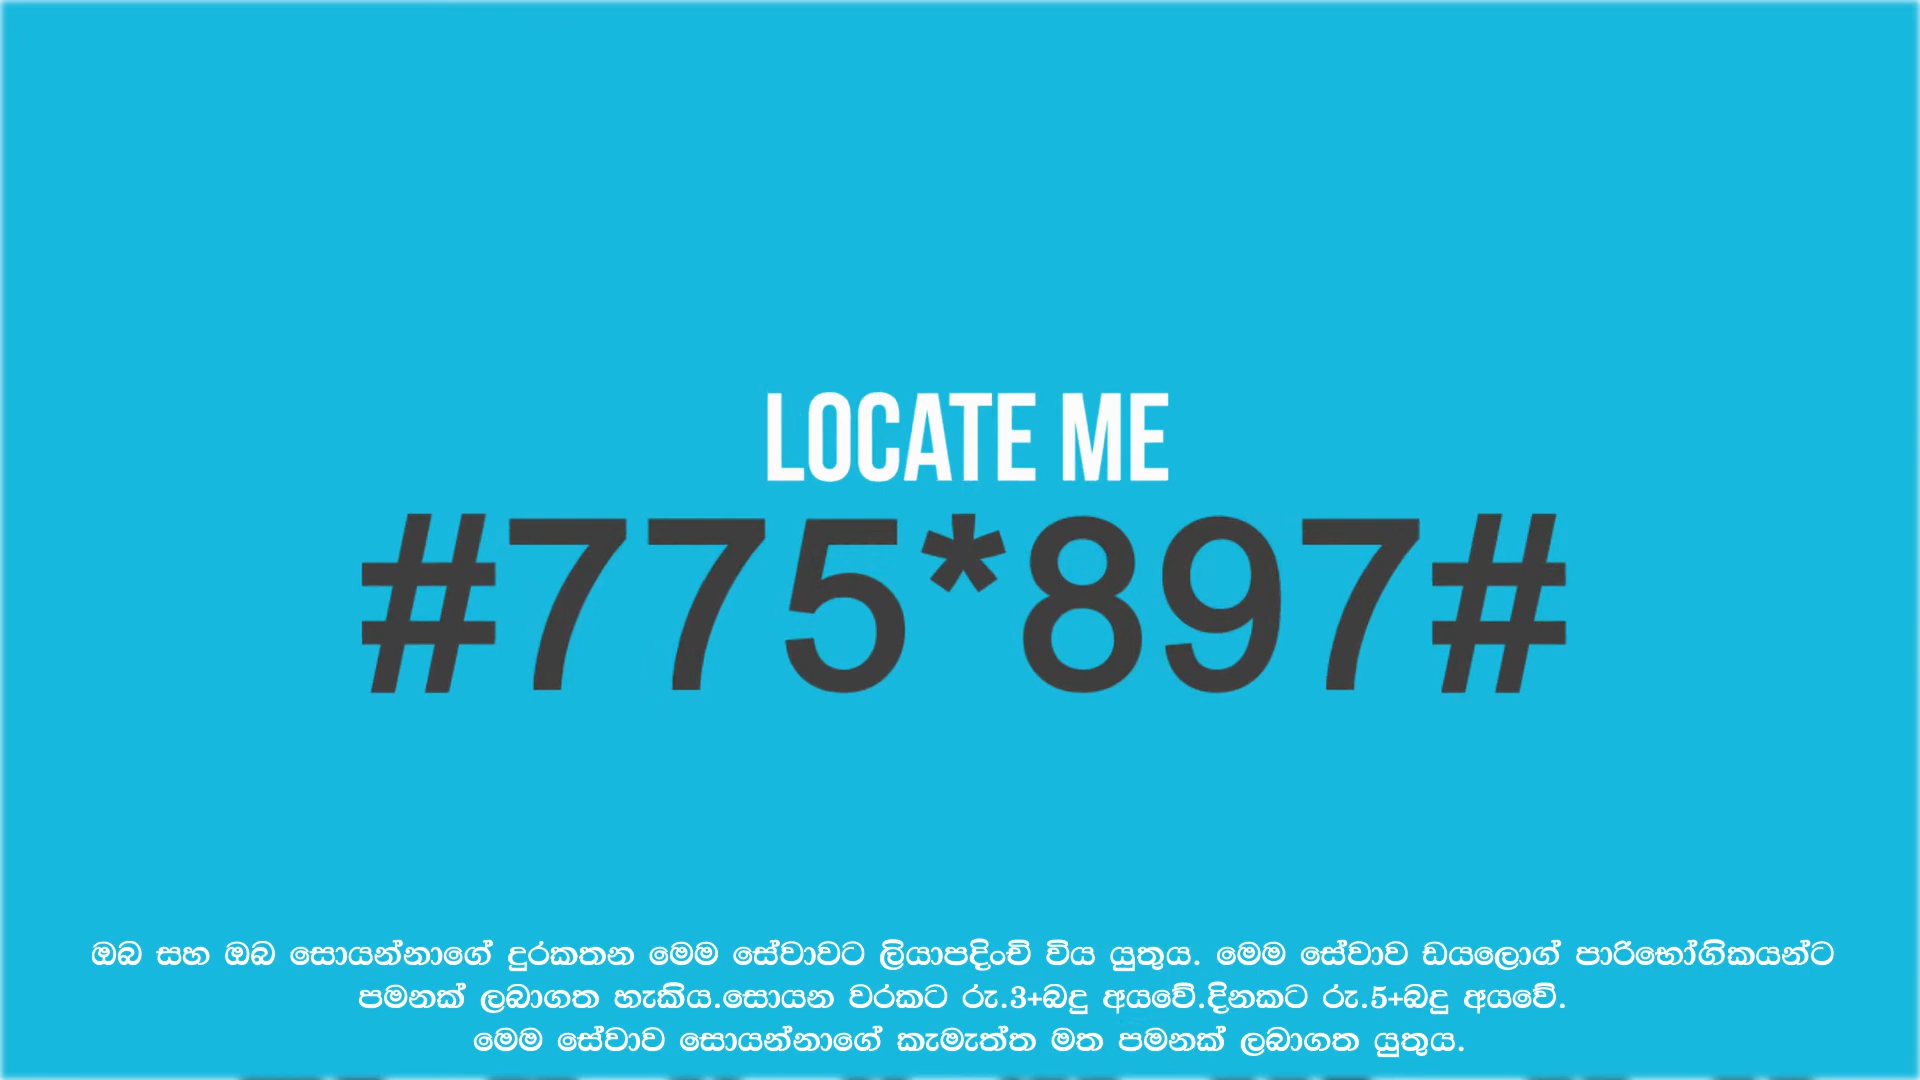 LOCATE ME
#775*897#
ඔබ සහ ඔබ සොයන්නාගේ දුරකතන මෙම සේවාවට ලියාපදිංචි විය යුතුය. මෙම සේවාව ඩයලොග් පාරිභෝගිකයන්ට
පමනක් ලබාගත හැකිය.සොයන වරකට රු.3+බදු අයවේ.දිනකට රු.5+බදු අයවේ.
මෙම සේවාව සොයන්නාගේ කැමැත්ත මත පමනක් ලබාගත යුතුය.